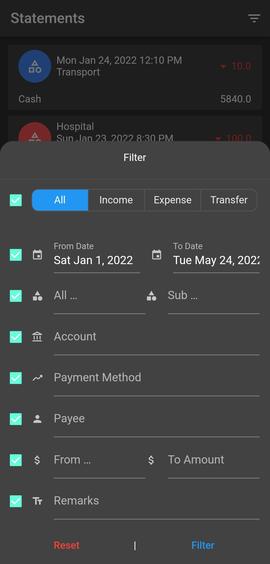 Statements
Mon Jan 24, 2022 12:10 PM
Transport
10.0
Cash 5840.0
Hospital
Sun Jan 23, 2022 8:30 PM
100.0
Filter
All Income Expense Transfer
From Date To Date
Sat Jan 1, 2022 Tue May 24, 2022
All ... Sub ...
Account
Payment Method
Payee
$ From ... $ To Amount
Tr Remarks
Reset | Filter